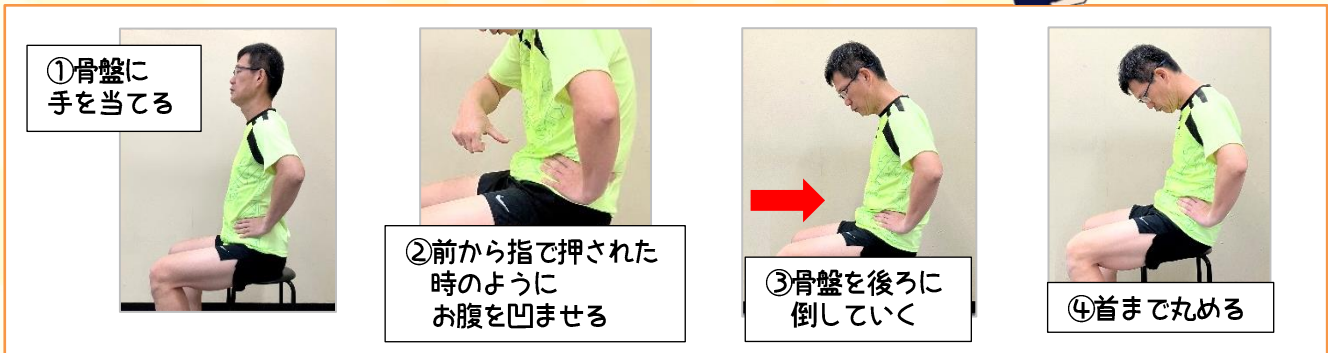 ①骨盤に
手を当てる
②前から指で押された
時のように
お腹を凹ませる
③骨盤を後ろに
倒していく
④首まで丸める